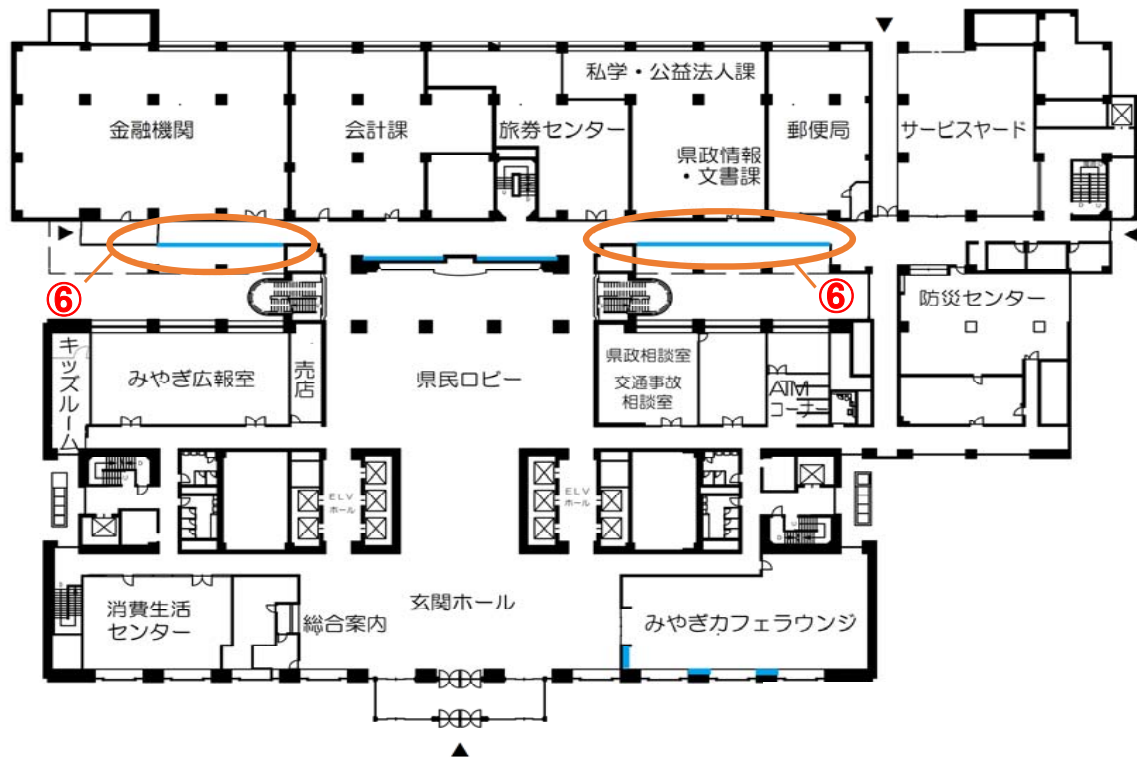 私学・公益法人課
金融機関
会計課
旅券センター
県政情報
・文書課
郵便局
サービスヤード
⑥
⑥
防災センター
キッズルーム
みやぎ広報室
売店
県民ロビー
県政相談室
交通事故
相談室
ATM
コーナー
ELV
ホール
ELV
ホール
消費生活
センター
総合案内
玄関ホール
みやぎカフェラウンジ